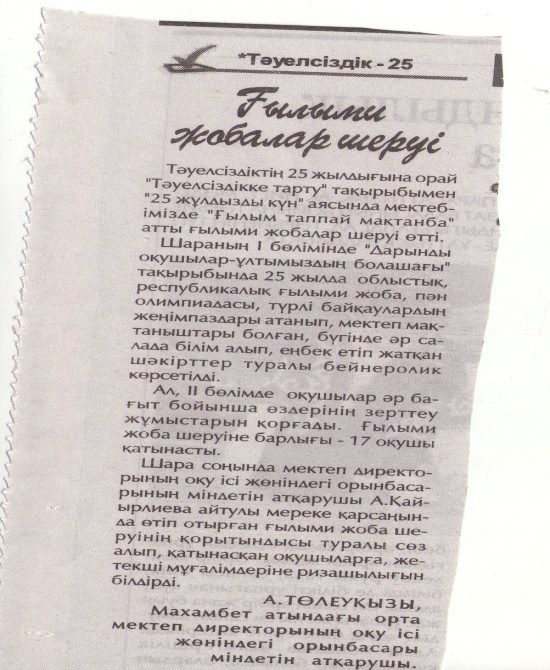 *Тәуелсіздік - 25
Ғылыми
жобалар шеруі
Тәуелсіздіктің 25 жылдығына орай
"Тәуелсіздікке тарту" тақырыбымен
"25 жұлдызды күн" аясында мектеб-
імізде "Ғылым таппай мақтанба"
атты ғылыми жобалар шеруі өтті.
Шараның І бөлімінде "Дарынды
оқушылар-ұлтымыздың болашағы"
тақырыбында 25 жылда облыстық,
республикалық ғылыми жоба, пән
олимпиадасы, түрлі байқаулардың
жеңімпаздары атанып, мектеп мақ-
таныштары болған, бүгінде әр са-
лада білім алып, еңбек етіп жатқан
шәкірттер туралы бейнеролик
көрсетілді.
Ал, ІІ бөлімде оқушылар әр ба-
ғыт бойынша өздерінің зерттеу
жұмыстарын қорғады. Ғылыми
жоба шеруіне барлығы - 17 оқушы
қатынасты.
Шара соңында мектеп директо-
рының оқу ісі жөніндегі орынбаса-
рының міндетін атқарушы А.Қай-
ырлиева айтулы мереке қарсаңын-
да өтіп отырған ғылыми жоба ше-
руінің қорытындысы туралы сөз
алып, қатынасқан оқушыларға, же-
текші мұғалімдеріне ризашылығын
білдірді.
А.ТӨЛЕУҚЫЗЫ,
Махамбет атындағы орта
мектеп директорының оқу ісі
жөніндегі орынбасары
міндетін атқарушы.